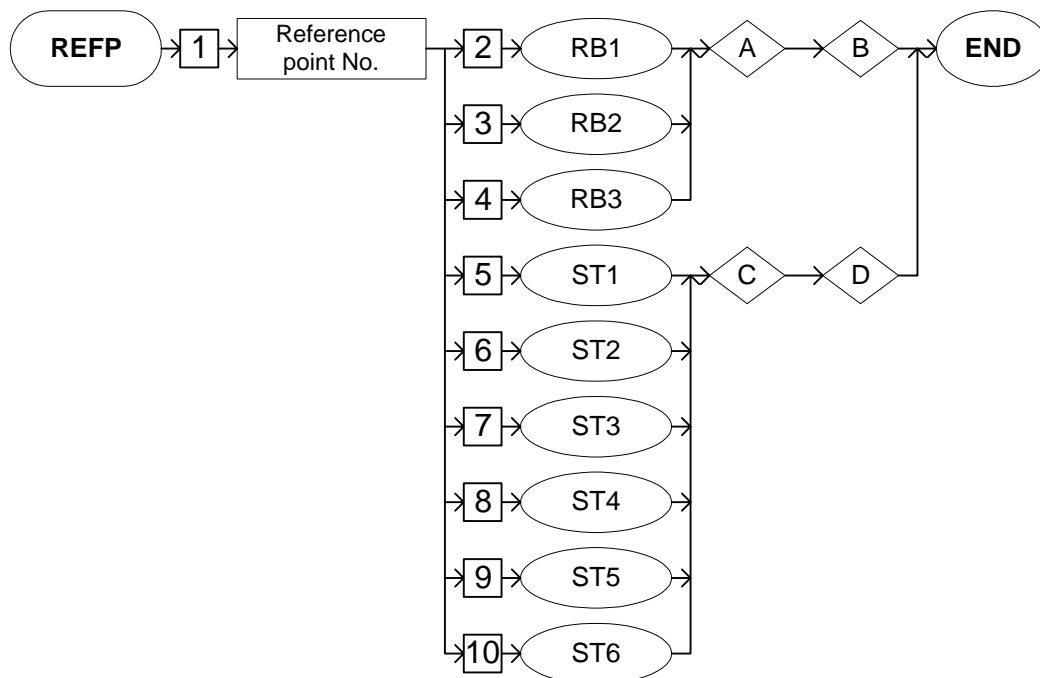 REFP
1
Reference
point No.
2
RB1
A
B
END
3
RB2
4
RB3
5
ST1
C
D
6
ST2
7
ST3
8
ST4
9
ST5
10
ST6